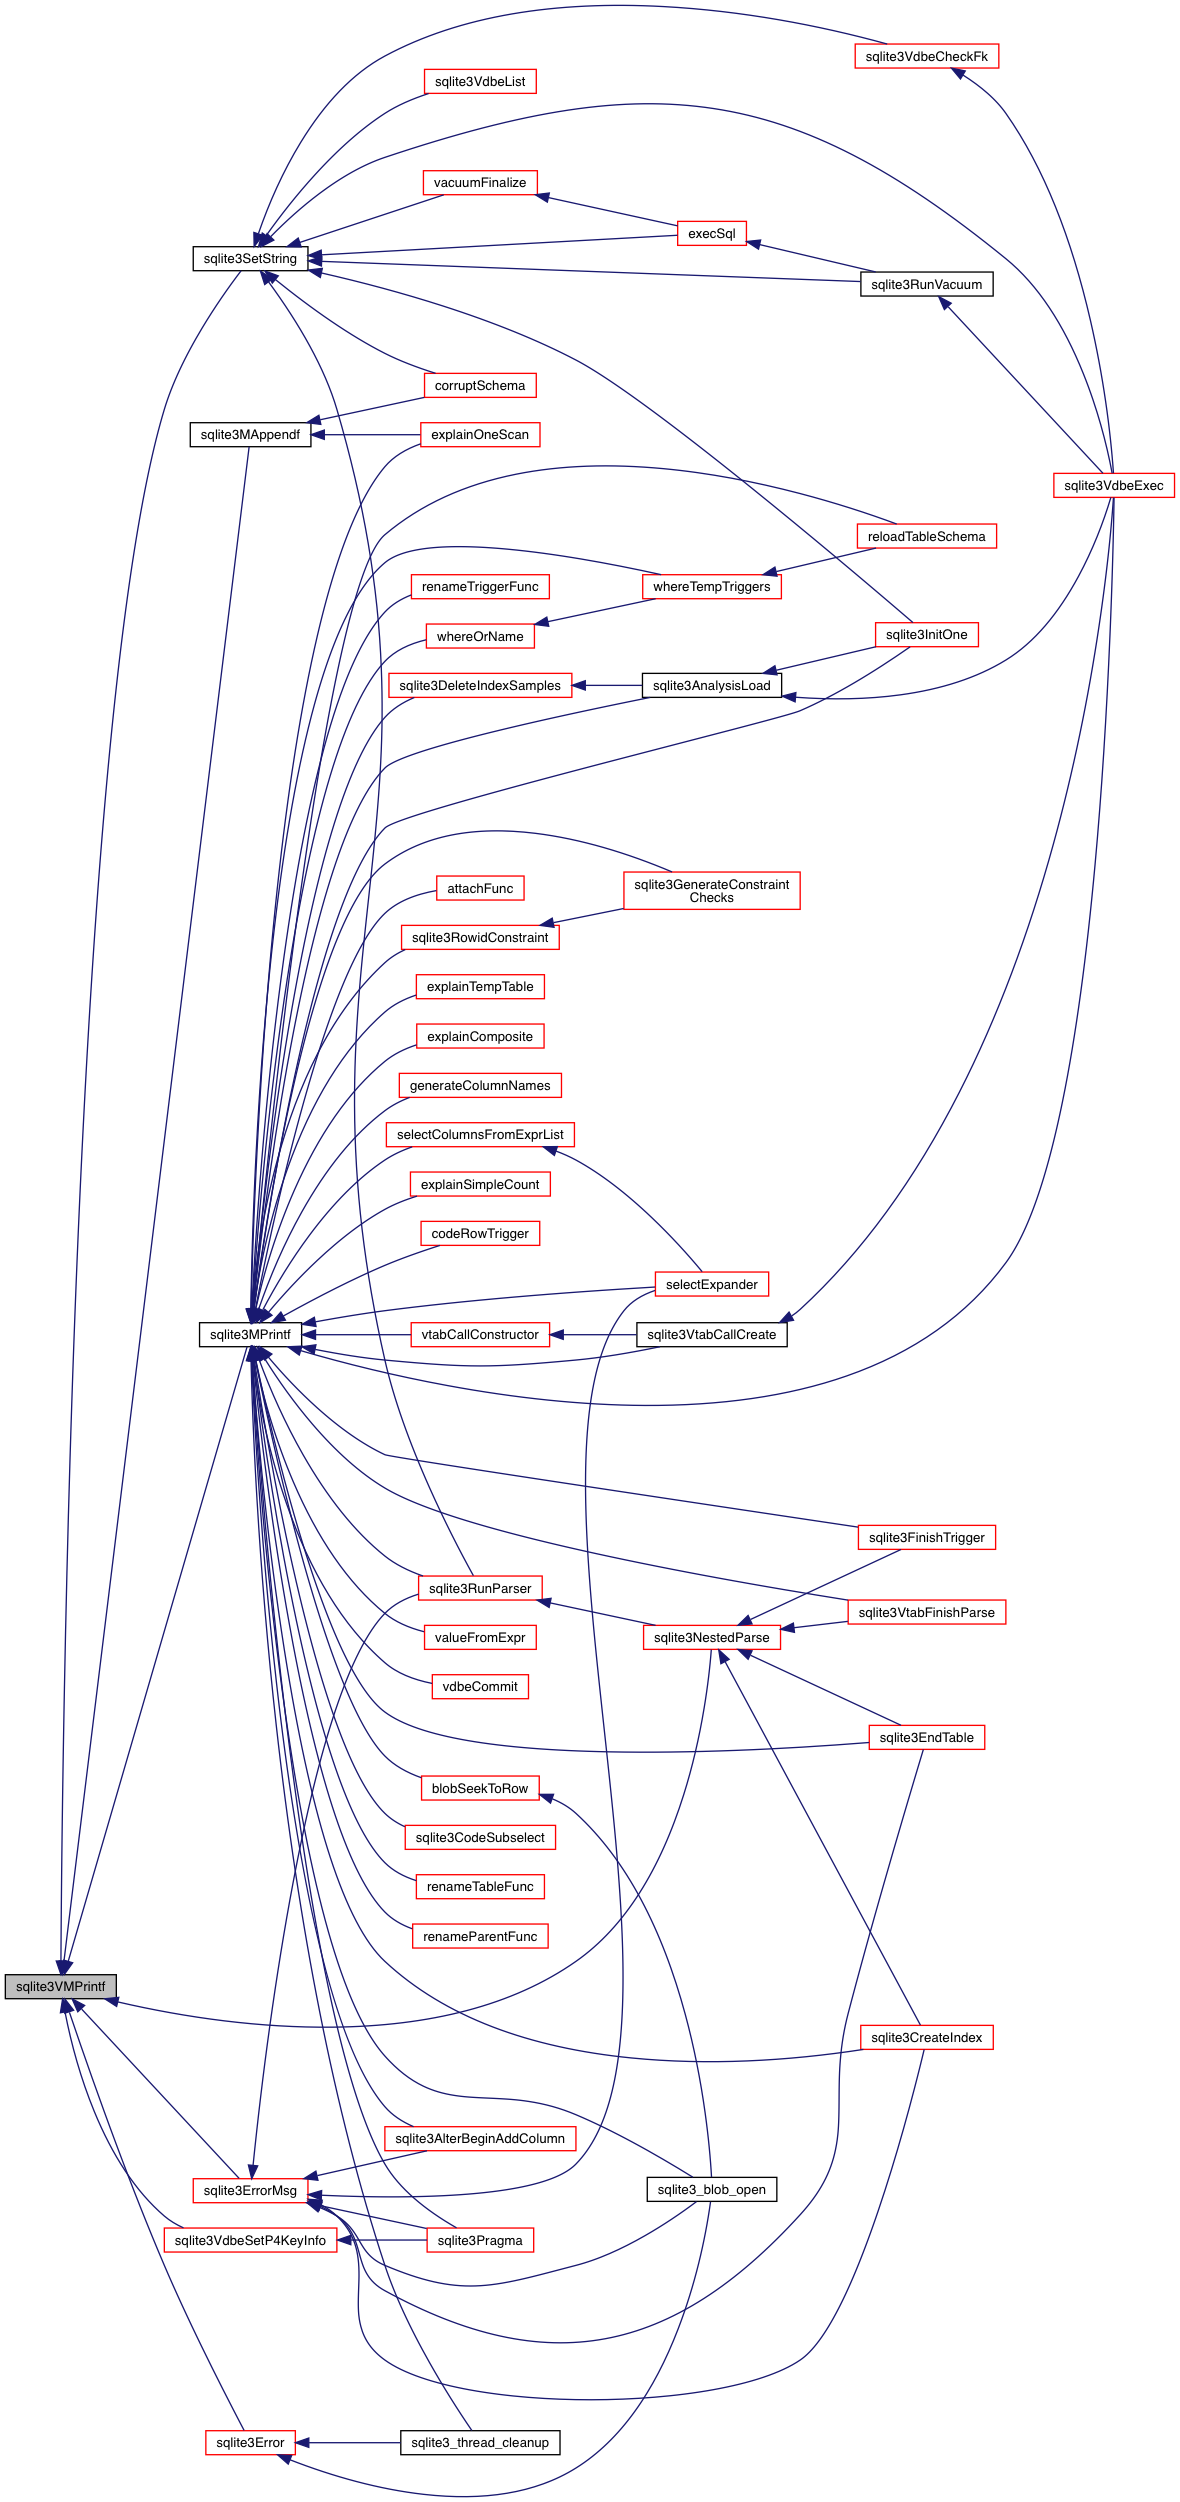 sqlite3VdbeCheckFk
sqlite3VdbeList
vacuumFinalize
execSql
sqlite3SetString
sqlite3RunVacuum
corruptSchema
sqlite3MAppendf
explainOneScan
sqlite3VdbeExec
reloadTableSchema
renameTriggerFunc
whereTempTriggers
whereOrName
sqlite3InitOne
sqlite3DeleteIndexSamples
sqlite3AnalysisLoad
attachFunc
sqlite3GenerateConstraint
Checks
sqlite3RowidConstraint
explainTempTable
explainComposite
generateColumnNames
selectColumnsFromExprList
explainSimpleCount
codeRowTrigger
selectExpander
sqlite3MPrintf
vtabCallConstructor
sqlite3VtabCallCreate
sqlite3FinishTrigger
sqlite3RunParser
sqlite3VtabFinishParse
valueFromExpr
sqlite3NestedParse
vdbeCommit
sqlite3EndTable
blobSeekToRow
sqlite3CodeSubselect
renameTableFunc
renameParentFunc
sqlite3VMPrintf
sqlite3CreateIndex
sqlite3AlterBeginAddColumn
sqlite3ErrorMsg
sqlite3_blob_open
sqlite3VdbeSetP4KeyInfo
sqlite3Pragma
sqlite3Error
sqlite3_thread_cleanup